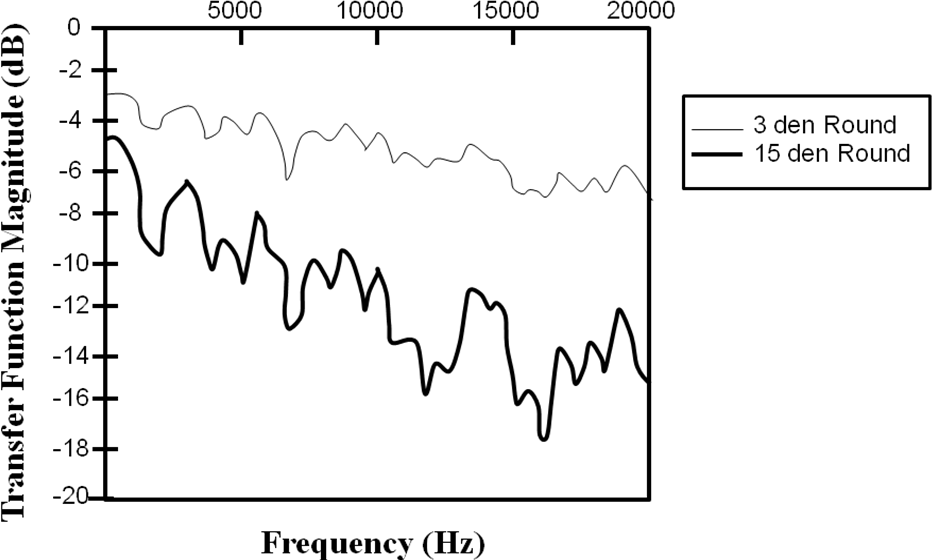 5000 10000 15000 20000
0
-2
-4
-6
-8
-10
-12
-14
-16
-18
-20
Transfer Function Magnitude (dB)
Frequency (Hz)
3 den Round
15 den Round